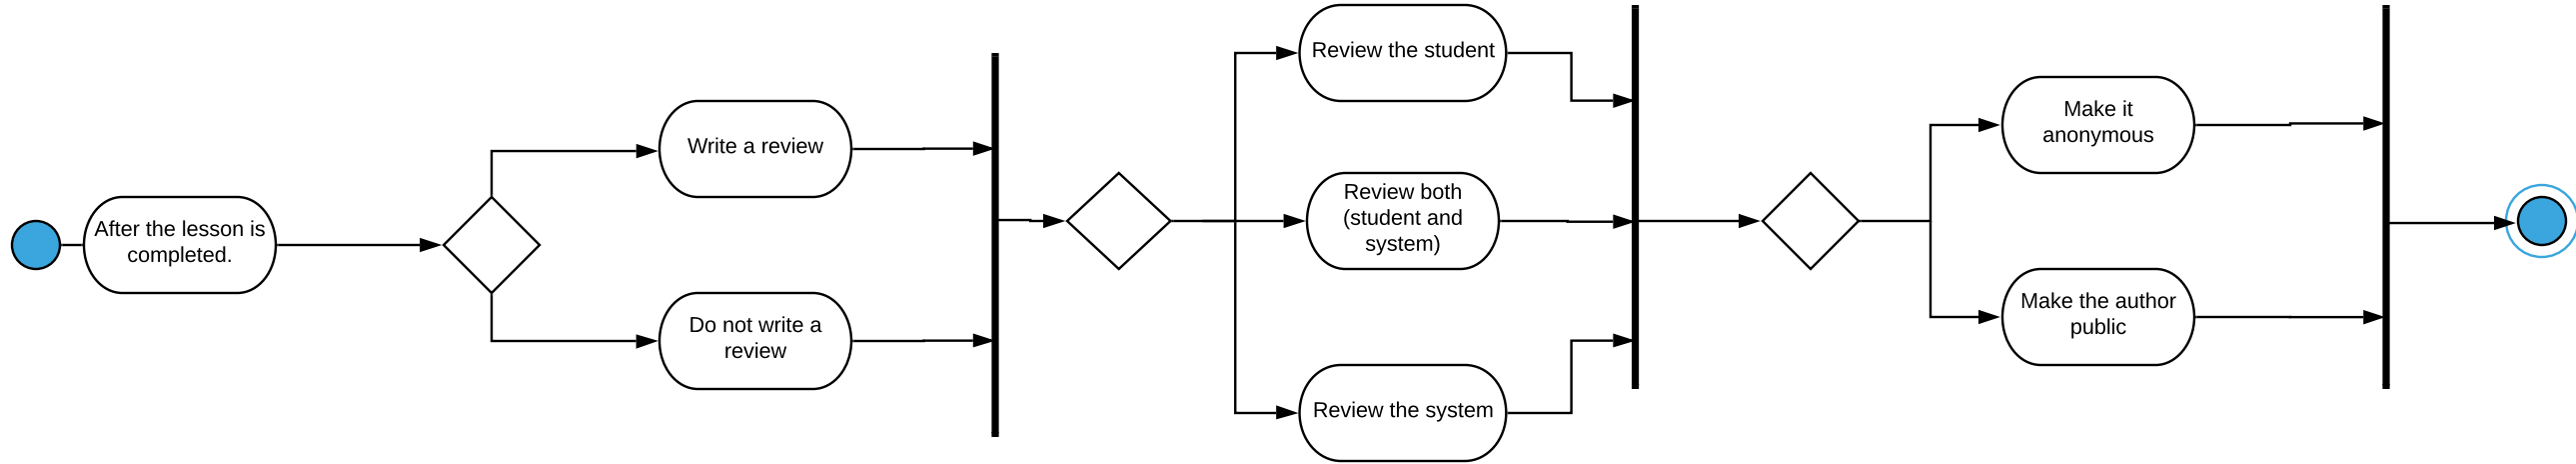 After the lesson is
completed.
Write a review
Do not write a
review
Review the student
Review both
(student and
system)
Review the system
Make it
anonymous
Make the author
public